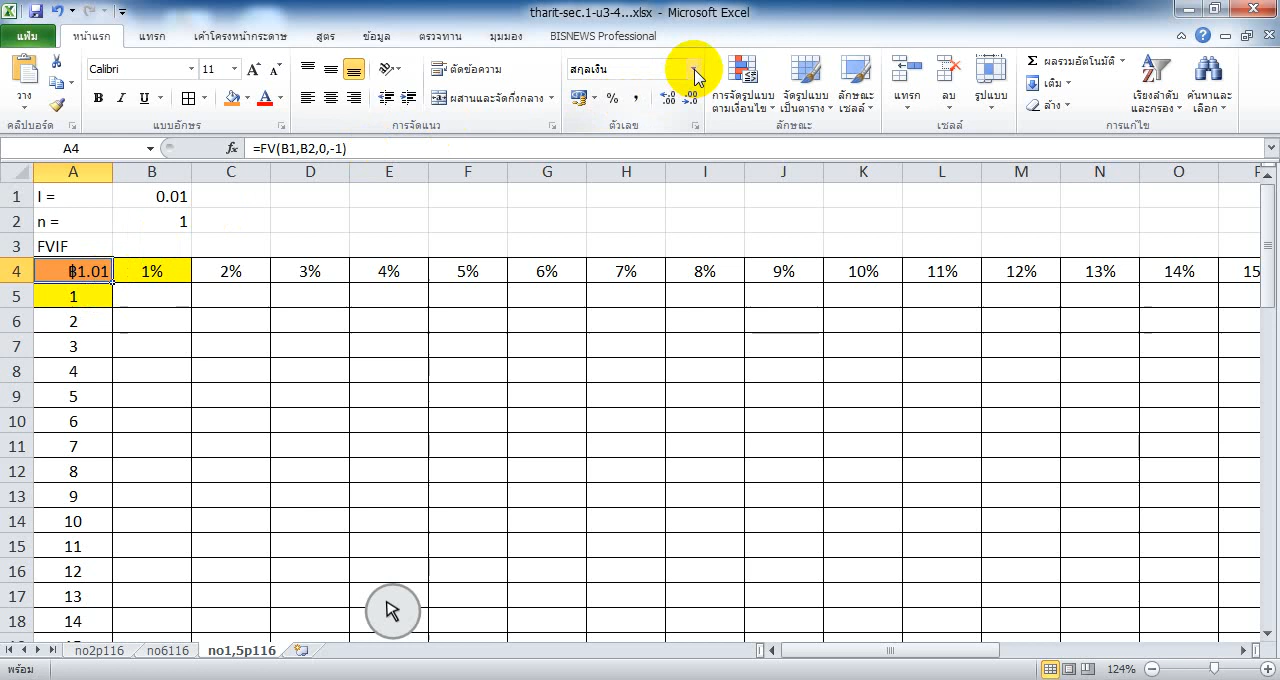 tharit-sec.1-u3-4...xlsx - Microsoft Excel
แฟ้ม หน้าแรก แทรก เค้าโครงหน้ากระดาษ สูตร ข้อมูล ตรวจทาน มุมมอง BISNEWS Professional
Calibri 11 ตัดข้อความ สกุลเงิน ผลรวมอัตโนมัติ
เติม
วาง การจัดรูปแบบ จัดรูปแบบ ลักษณะ แทรก ลบ รูปแบบ เรียงลำดับ ค้นหาและ
B I U ผสานและจัดกึ่งกลาง % , ตามเงื่อนไข เป็นตาราง เซลล์ ล้าง และกรอง เลือก
คลิปบอร์ด แบบอักษร การจัดแนว ตัวเลข ลักษณะ เซลล์ การแก้ไข
A4 fx =FV(B1,B2,0,-1)
A B C D E F G H I J K L M N O P
1 I = 0.01
2 n = 1
3 FVIF
4 ฿1.01 1% 2% 3% 4% 5% 6% 7% 8% 9% 10% 11% 12% 13% 14% 15
5 1
6 2
7 3
8 4
9 5
10 6
11 7
12 8
13 9
14 10
15 11
16 12
17 13
18 14
no2p116 no6116 no1,5p116
พร้อม 124%